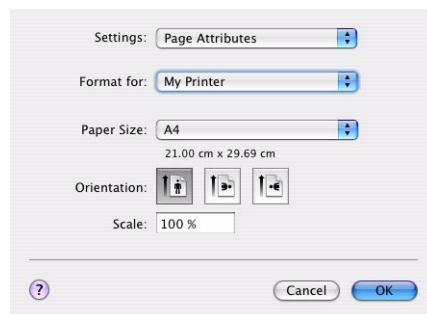 Settings: Page Attributes
Format for: My Printer
Paper Size: A4
21.00 cm x 29.69 cm
Orientation:
Scale: 100 %
? Cancel OK